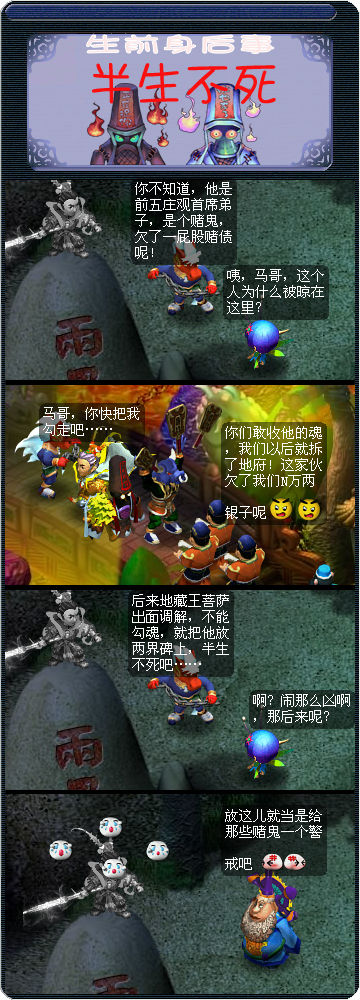 生前身后事
半生不死
你不知道，他是
前五庄观首席弟
子，是个赌鬼，
欠了一屁股赌债
呢！
咦，马哥，这个
人为什么被晾在
这里？
马哥，你快把我
勾走吧……
你们敢收他的魂
，我们以后就拆
了地府！这家伙
欠了我们N万两
银子呢
后来地藏王菩萨
出面调解，不能
勾魂，就把他放
两界碑上，半生
不死吧……
啊？闹那么凶啊
，那后来呢？
放这儿就当是给
那些赌鬼一个警
戒吧